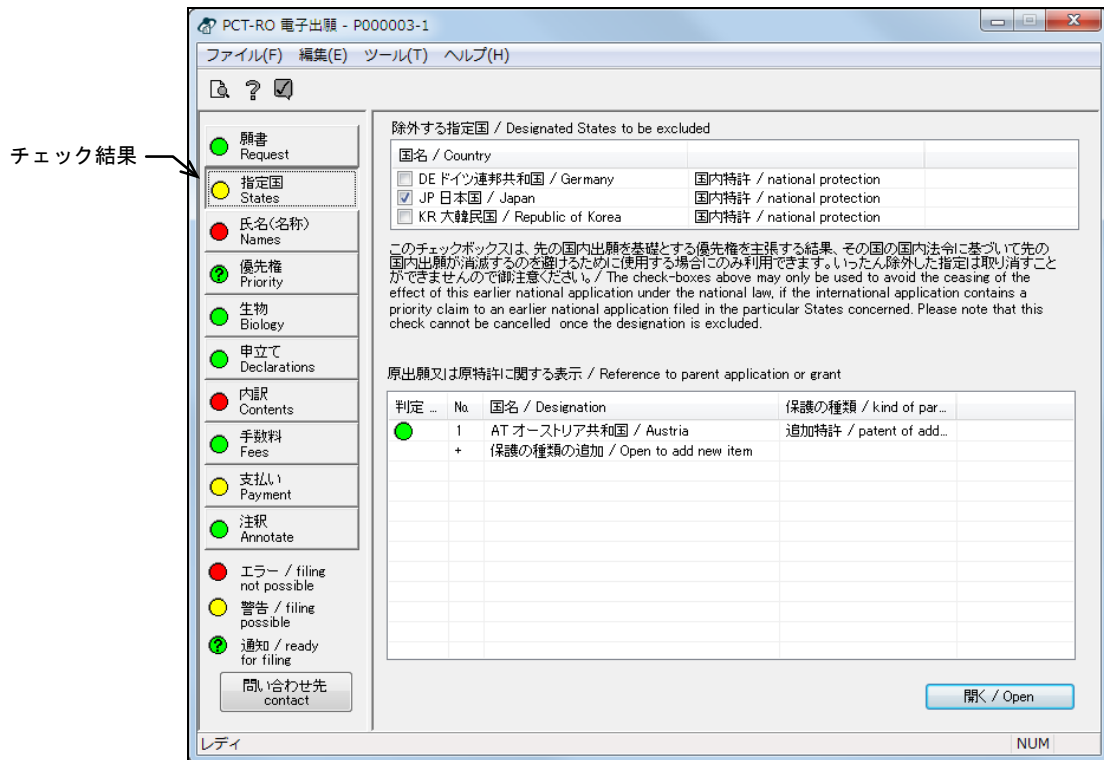 PCT-RO 電子出願 - P000003-1
ファイル(F) 編集(E) ツール(T) ヘルプ(H)
チェック結果
願書
Request
指定国
States
氏名(名称)
Names
優先権
Priority
生物
Biology
申立て
Declarations
内訳
Contents
手数料
Fees
支払い
Payment
注釈
Annotate
エラー / filing
not possible
警告 / filing
possible
通知 / ready
for filing
問い合わせ先
contact
除外する指定国 / Designated States to be excluded
国名 / Country
DE ドイツ連邦共和国 / Germany 国内特許 / national protection
JP 日本国 / Japan 国内特許 / national protection
KR 大韓民国 / Republic of Korea 国内特許 / national protection
このチェックボックスは、先の国内出願を基礎とする優先権を主張する結果、その国の国内法令に基づいて先の
国内出願が消滅するのを避けるために使用する場合にのみ利用できます。いったん除外した指定は取り消すこと
ができませんので御注意ください。/ The check-boxes above may only be used to avoid the ceasing of the
effect of this earlier national application under the national law, if the international application contains a
priority claim to an earlier national application filed in the particular States concerned. Please note that this
check cannot be cancelled once the designation is excluded.
原出願又は原特許に関する表示 / Reference to parent application or grant
判定 ... No. 国名 / Designation 保護の種類 / kind of par...
1 AT オーストリア共和国 / Austria 追加特許 / patent of add...
+ 保護の種類の追加 / Open to add new item
開く / Open
レディ NUM